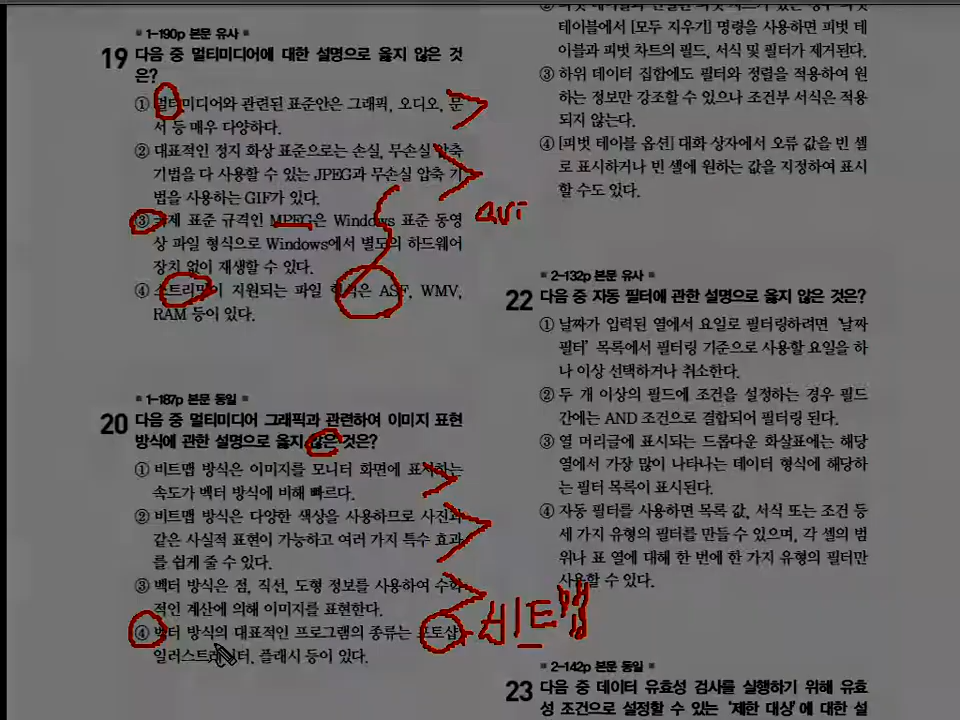 ■ 1-190p 본문 유사 ■
19 다음 중 멀티미디어에 대한 설명으로 옳지 않은 것
은?
① 멀티미디어와 관련된 표준안은 그래픽, 오디오, 문
서 등 매우 다양하다.
② 대표적인 정지 화상 표준으로는 손실, 무손실 압축
기법을 다 사용할 수 있는 JPEG과 무손실 압축 기
법을 사용하는 GIF가 있다.
③ 국제 표준 규격인 MPEG은 Windows 표준 동영
상 파일 형식으로 Windows에서 별도의 하드웨어
장치 없이 재생할 수 있다.
avi
④ 스트리밍이 지원되는 파일 형식은 ASF, WMV,
RAM 등이 있다.
■ 1-187p 본문 동일 ■
20 다음 중 멀티미디어 그래픽과 관련하여 이미지 표현
방식에 관한 설명으로 옳지 않은 것은?
① 비트맵 방식은 이미지를 모니터 화면에 표시하는
속도가 벡터 방식에 비해 빠르다.
② 비트맵 방식은 다양한 색상을 사용하므로 사진과
같은 사실적 표현이 가능하고 여러 가지 특수 효과
를 쉽게 줄 수 있다.
③ 벡터 방식은 점, 직선, 도형 정보를 사용하여 수학
적인 계산에 의해 이미지를 표현한다.
④ 벡터 방식의 대표적인 프로그램의 종류는 포토샵,
일러스트레이터, 플래시 등이 있다.
비트맵
테이블에서 [모두 지우기] 명령을 사용하면 피벗 테
이블과 피벗 차트의 필드, 서식 및 필터가 제거된다.
③ 하위 데이터 집합에도 필터와 정렬을 적용하여 원
하는 정보만 강조할 수 있으나 조건부 서식은 적용
되지 않는다.
④ [피벗 테이블 옵션] 대화 상자에서 오류 값을 빈 셀
로 표시하거나 빈 셀에 원하는 값을 지정하여 표시
할 수도 있다.
■ 2-132p 본문 유사 ■
22 다음 중 자동 필터에 관한 설명으로 옳지 않은 것은?
① 날짜가 입력된 열에서 요일로 필터링하려면 '날짜
필터' 목록에서 필터링 기준으로 사용할 요일을 하
나 이상 선택하거나 취소한다.
② 두 개 이상의 필드에 조건을 설정하는 경우 필드
간에는 AND 조건으로 결합되어 필터링 된다.
③ 열 머리글에 표시되는 드롭다운 화살표에는 해당
열에서 가장 많이 나타나는 데이터 형식에 해당하
는 필터 목록이 표시된다.
④ 자동 필터를 사용하면 목록 값, 서식 또는 조건 등
세 가지 유형의 필터를 만들 수 있으며, 각 셀의 범
위나 표 열에 대해 한 번에 한 가지 유형의 필터만
사용할 수 있다.
■ 2-142p 본문 동일 ■
23 다음 중 데이터 유효성 검사를 실행하기 위해 유효
성 조건으로 설정할 수 있는 '제한 대상'에 대한 설